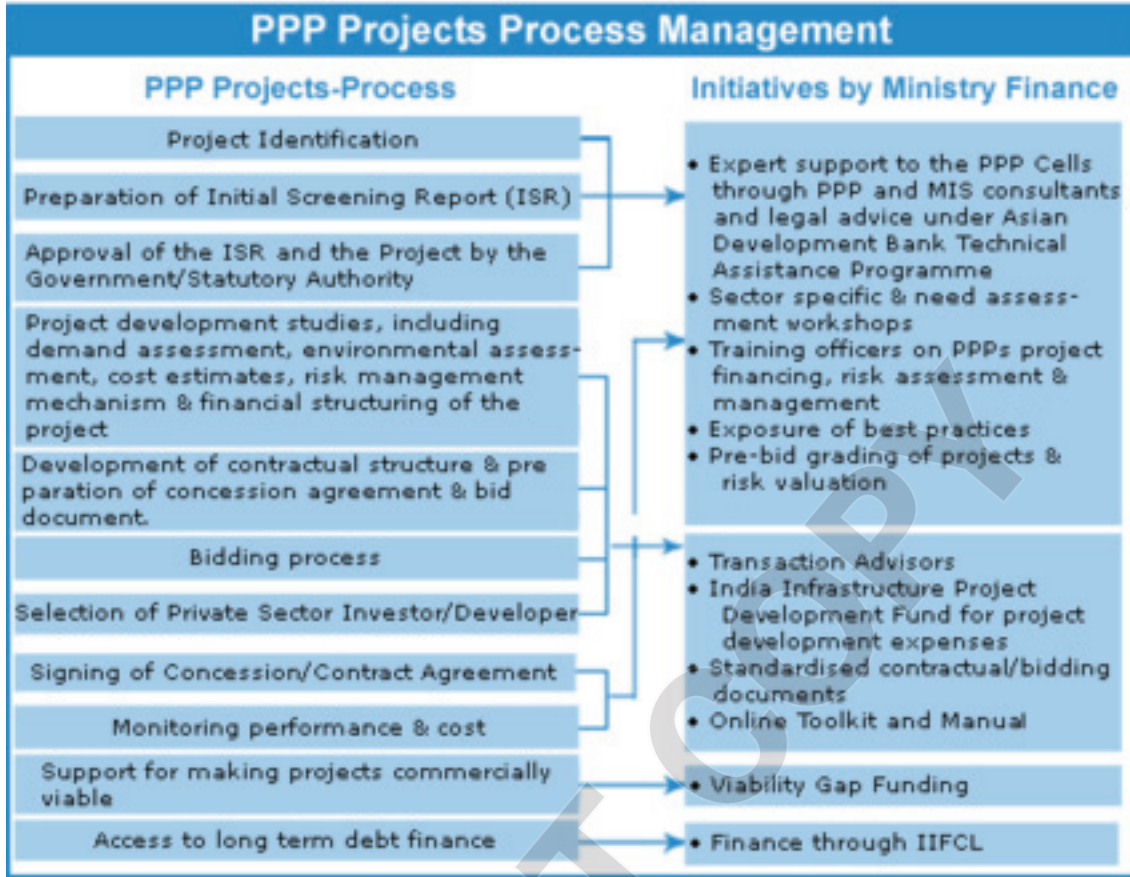 PPP Projects Process Management
PPP Projects-Process
Project Identification
Preparation of Initial Screening Report (ISR)
Approval of the ISR and the Project by the
Government/Statutory Authority
Project development studies, including
demand assessment, environmental assess-
ment, cost estimates, risk management
mechanism & financial structuring of the
project
Development of contractual structure & pre
paration of concession agreement & bid
document.
Bidding process
Selection of Private Sector Investor/Developer
Signing of Concession/Contract Agreement
Monitoring performance & cost
Support for making projects commercially
viable
Access to long term debt finance
Initiatives by Ministry Finance
• Expert support to the PPP Cells
through PPP and MIS consultants
and legal advice under Asian
Development Bank Technical
Assistance Programme
• Sector specific & need assess-
ment workshops
• Training officers on PPPs project
financing, risk assessment &
management
• Exposure of best practices
• Pre-bid grading of projects &
risk valuation
• Transaction Advisors
• India Infrastructure Project
Development Fund for project
development expenses
• Standardised contractual/bidding
documents
• Online Toolkit and Manual
• Viability Gap Funding
• Finance through IIFCL
T COPY